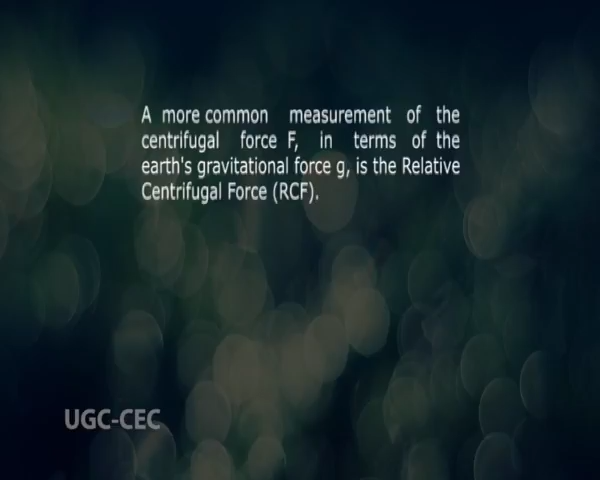 A more common measurement of the
centrifugal force F, in terms of the
earth's gravitational force g, is the Relative
Centrifugal Force (RCF).
UGC-CEC